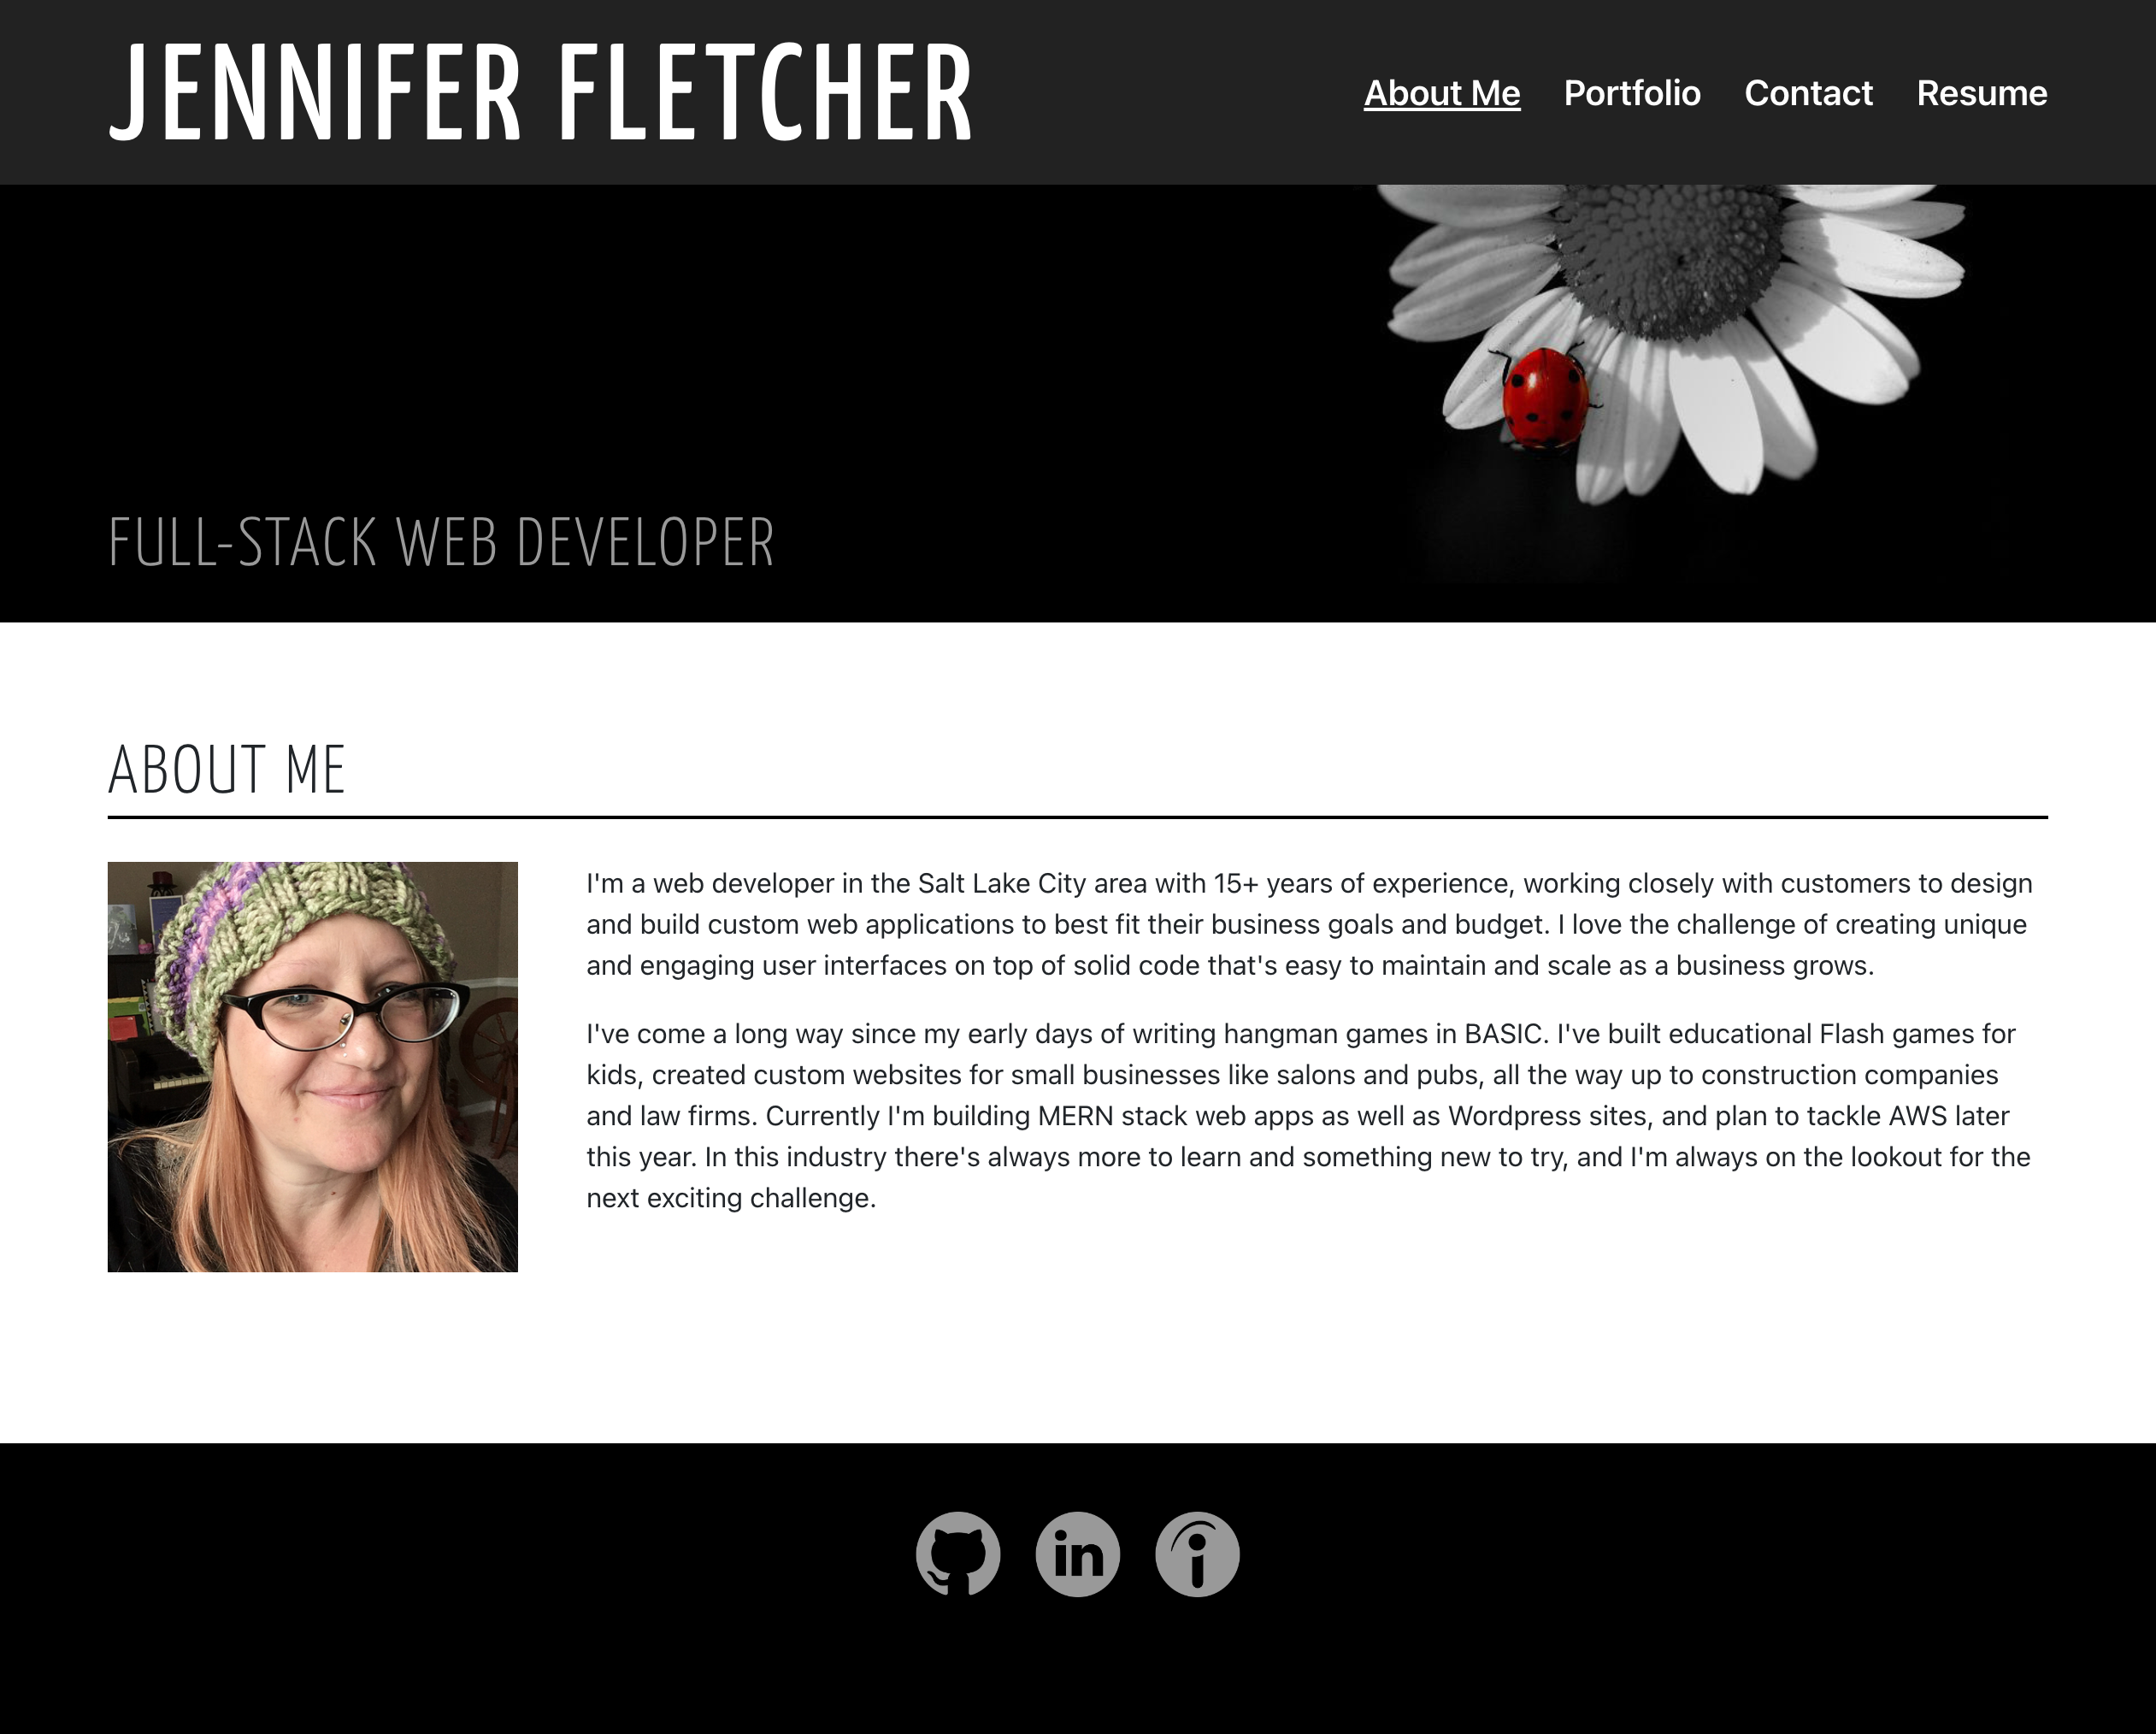 JENNIFER FLETCHER
About Me Portfolio Contact Resume
FULL-STACK WEB DEVELOPER
ABOUT ME
I'm a web developer in the Salt Lake City area with 15+ years of experience, working closely with customers to design
and build custom web applications to best fit their business goals and budget. I love the challenge of creating unique
and engaging user interfaces on top of solid code that's easy to maintain and scale as a business grows.
I've come a long way since my early days of writing hangman games in BASIC. I've built educational Flash games for
kids, created custom websites for small businesses like salons and pubs, all the way up to construction companies
and law firms. Currently I'm building MERN stack web apps as well as Wordpress sites, and plan to tackle AWS later
this year. In this industry there's always more to learn and something new to try, and I'm always on the lookout for the
next exciting challenge.
in